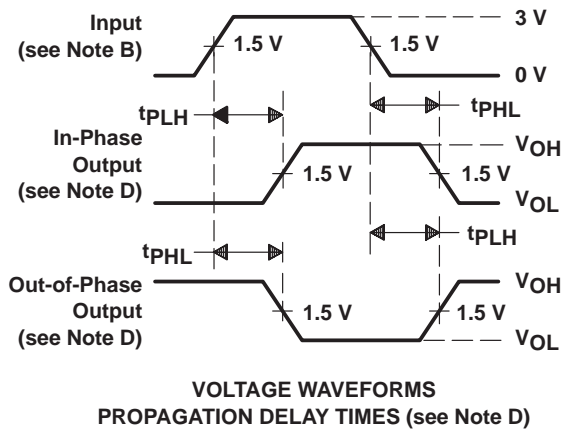 3 V
Input
(see Note B)
1.5 V
1.5 V
0 V
tPLH
tPHL
In-Phase
Output
(see Note D)
VOH
1.5 V
1.5 V
VOL
tPHL
tPLH
Out-of-Phase
Output
(see Note D)
VOH
1.5 V
1.5 V
VOL
VOLTAGE WAVEFORMS
PROPAGATION DELAY TIMES (see Note D)